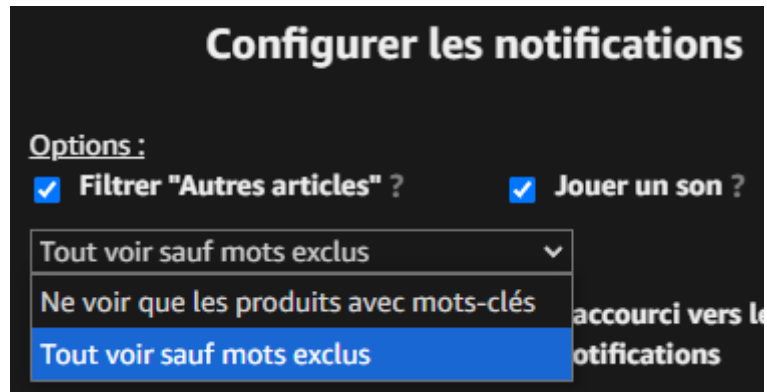 Configurer les notifications
Options :
Filtrer "Autres articles" ? Jouer un son ?
Tout voir sauf mots exclus
Ne voir que les produits avec mots-clés
accourci vers le
Tout voir sauf mots exclus
otifications